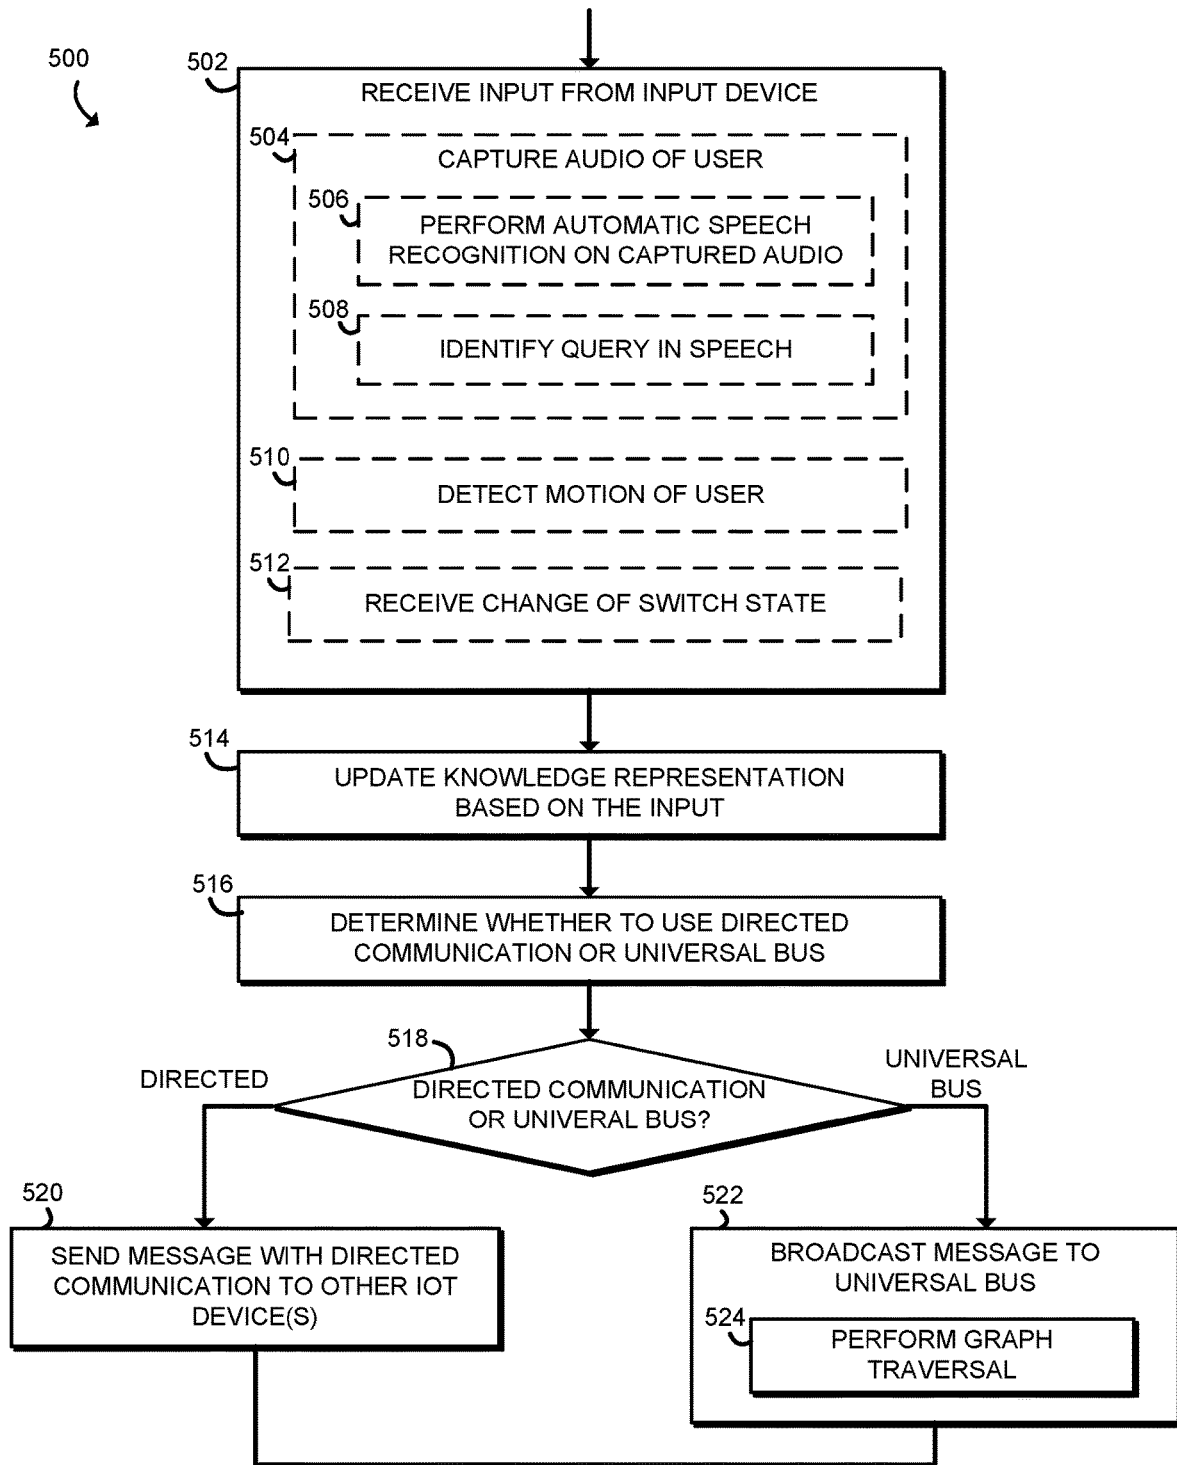 500
502
RECEIVE INPUT FROM INPUT DEVICE
504
CAPTURE AUDIO OF USER
506
PERFORM AUTOMATIC SPEECH
RECOGNITION ON CAPTURED AUDIO
508
IDENTIFY QUERY IN SPEECH
510
DETECT MOTION OF USER
512
RECEIVE CHANGE OF SWITCH STATE
514
UPDATE KNOWLEDGE REPRESENTATION
BASED ON THE INPUT
516
DETERMINE WHETHER TO USE DIRECTED
COMMUNICATION OR UNIVERSAL BUS
518
DIRECTED COMMUNICATION
OR UNIVERAL BUS?
DIRECTED
UNIVERSAL
BUS
520
SEND MESSAGE WITH DIRECTED
COMMUNICATION TO OTHER IOT
DEVICE(S)
522
BROADCAST MESSAGE TO
UNIVERSAL BUS
524
PERFORM GRAPH
TRAVERSAL